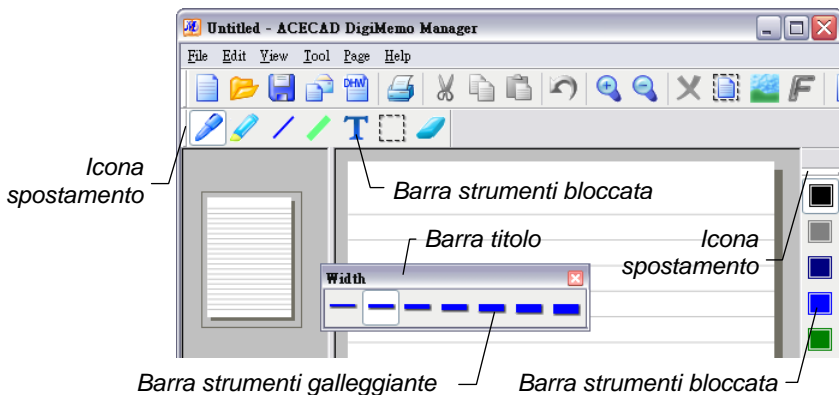 Untitled - ACECAD DigiMemo Manager
File Edit View Tool Page Help
DHW
T
F
Icona
spostamento
Barra strumenti bloccata
Barra titolo
Icona
spostamento
Width
Barra strumenti galleggiante
Barra strumenti bloccata